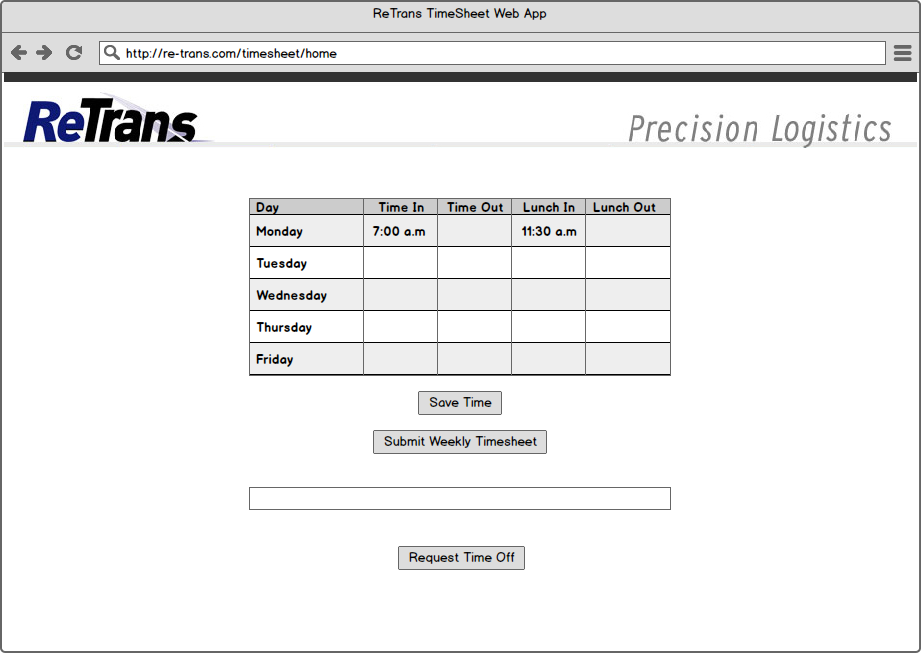 ReTrans TimeSheet Web App
http://re-trans.com/timesheet/home
ReTrans
Precision Logistics
Day Time In Time Out Lunch In Lunch Out
Monday 7:00 a.m 11:30 a.m
Tuesday
Wednesday
Thursday
Friday
Save Time
Submit Weekly Timesheet
Request Time Off